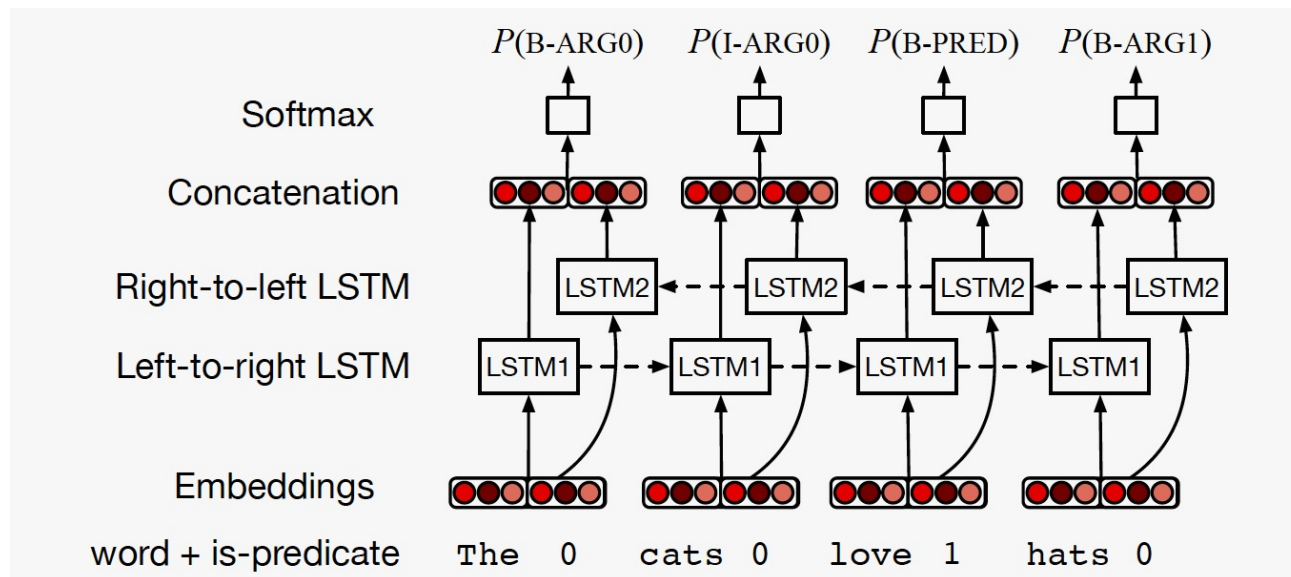 P(B-ARG0) P(I-ARG0) P(B-PRED) P(B-ARG1)
Softmax
Concatenation
Right-to-left LSTM LSTM2 LSTM2 LSTM2 LSTM2
Left-to-right LSTM LSTM1 LSTM1 LSTM1 LSTM1
Embeddings
word + is-predicate The 0 cats 0 love 1 hats 0